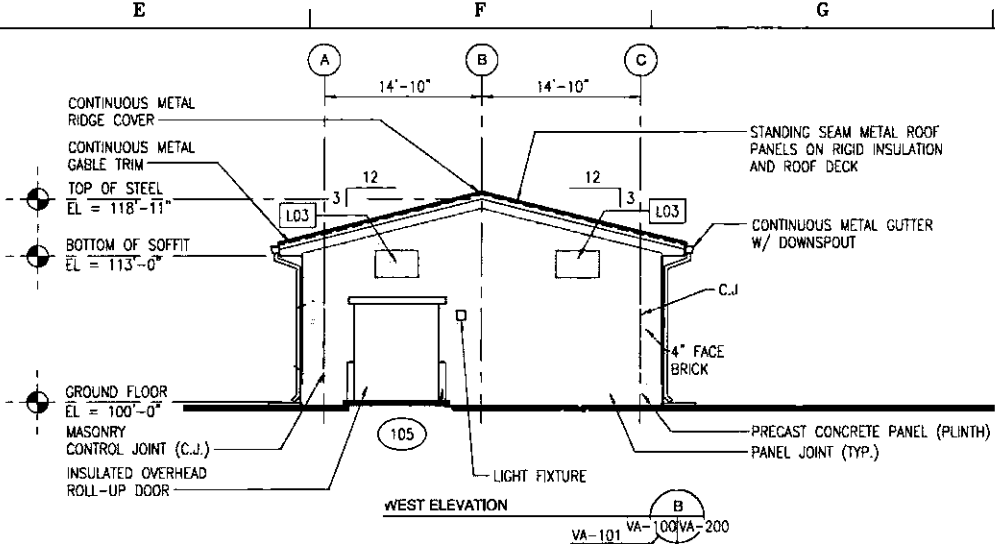 E F G
A B C
14'-10" 14'-10"
CONTINUOUS METAL
RIDGE COVER
CONTINUOUS METAL
GABLE TRIM
TOP OF STEEL
EL = 118'-11"
BOTTOM OF SOFFIT
EL = 113'-0"
12
3
L03
12
3
L03
STANDING SEAM METAL ROOF
PANELS ON RIGID INSULATION
AND ROOF DECK
CONTINUOUS METAL GUTTER
W/ DOWNSPOUT
C.J
4" FACE
BRICK
GROUND FLOOR
EL = 100'-0"
MASONRY
CONTROL JOINT (C.J.)
INSULATED OVERHEAD
ROLL-UP DOOR
105
LIGHT FIXTURE
PRECAST CONCRETE PANEL (PLINTH)
PANEL JOINT (TYP.)
WEST ELEVATION
B
VA-101 VA-100 VA-200